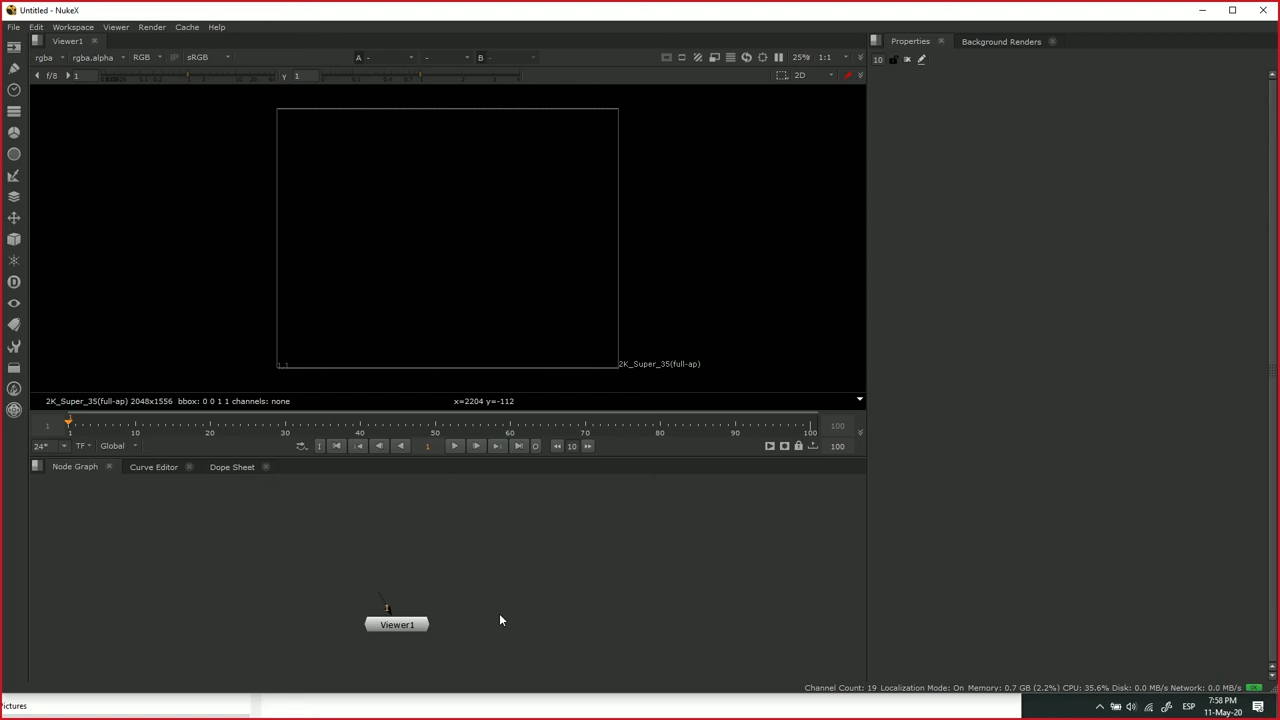 Untitled - NukeX
File Edit Workspace Viewer Render Cache Help
Viewer1
Properties
Background Renders
rgba rgba.alpha RGB IP sRGB A - - B - 25% 1:1
10
f/8 1 Y 1 2D
1 1
2K_Super_35(full-ap)
2K_Super_35(full-ap) 2048x1556 bbox: 0 0 1 1 channels: none x=2204 y=-112
1 1 10 20 30 40 50 60 70 80 90 100 100
24* TF Global 1 10 100
Node Graph Curve Editor Dope Sheet
1
Viewer1
Channel Count: 19 Localization Mode: On Memory: 0.7 GB (2.2%) CPU: 35.6% Disk: 0.0 MB/s Network: 0.0 MB/s
ictures
ESP
7:58 PM
11-May-20